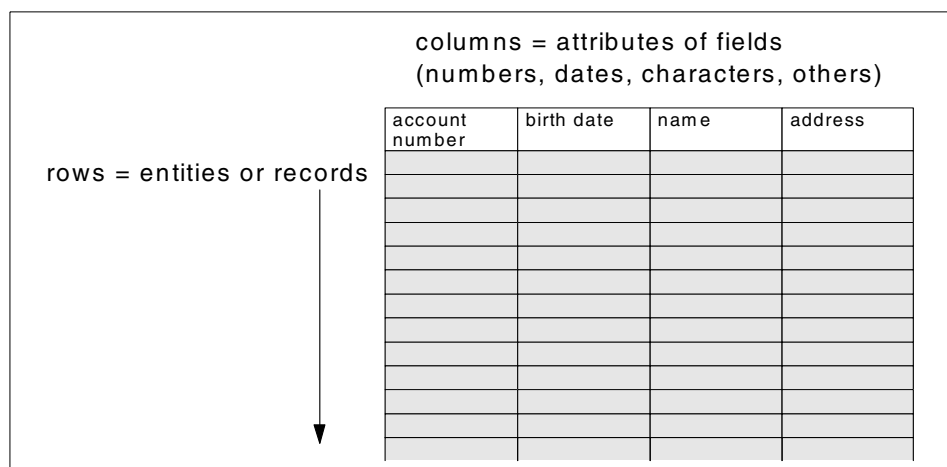 columns = attributes of fields
(numbers, dates, characters, others)
account
number
birth date
name
address
rows = entities or records